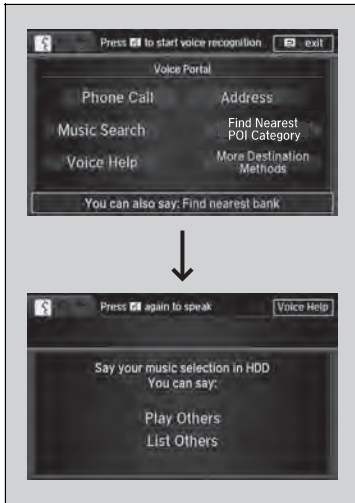 Press to start voice recognition
exit
Voice Portal
Phone Call
Address
Music Search
Find Nearest
POI Category
Voice Help
More Destination
Methods
You can also say: Find nearest bank
Press again to speak
Voice Help
Say your music selection in HDD
You can say:
Play Others
List Others